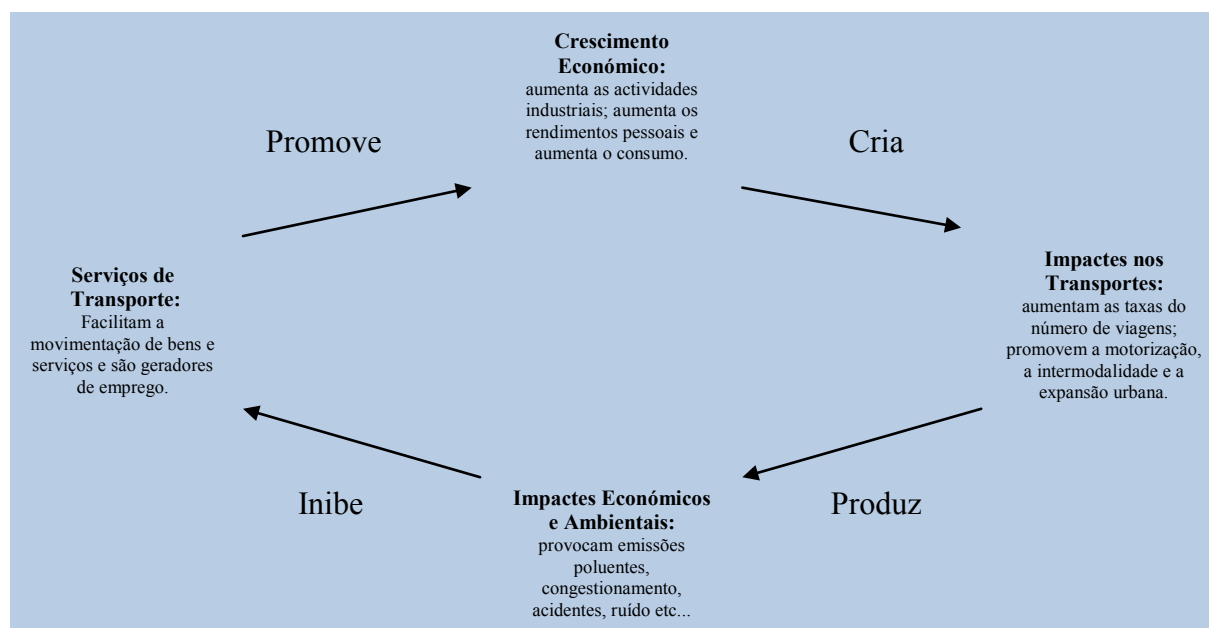 Crescimento
Económico:
aumenta as actividades
industriais; aumenta os
rendimentos pessoais e
aumenta o consumo.
Promove
Cria
Serviços de
Transporte:
Facilitam a
movimentação de bens e
serviços e são geradores
de emprego.
Impactes nos
Transportes:
aumentam as taxas do
número de viagens;
promovem a motorização,
a intermodalidade e a
expansão urbana.
Inibe
Impactes Económicos
e Ambientais:
provocam emissões
poluentes,
congestionamento,
acidentes, ruído etc...
Produz